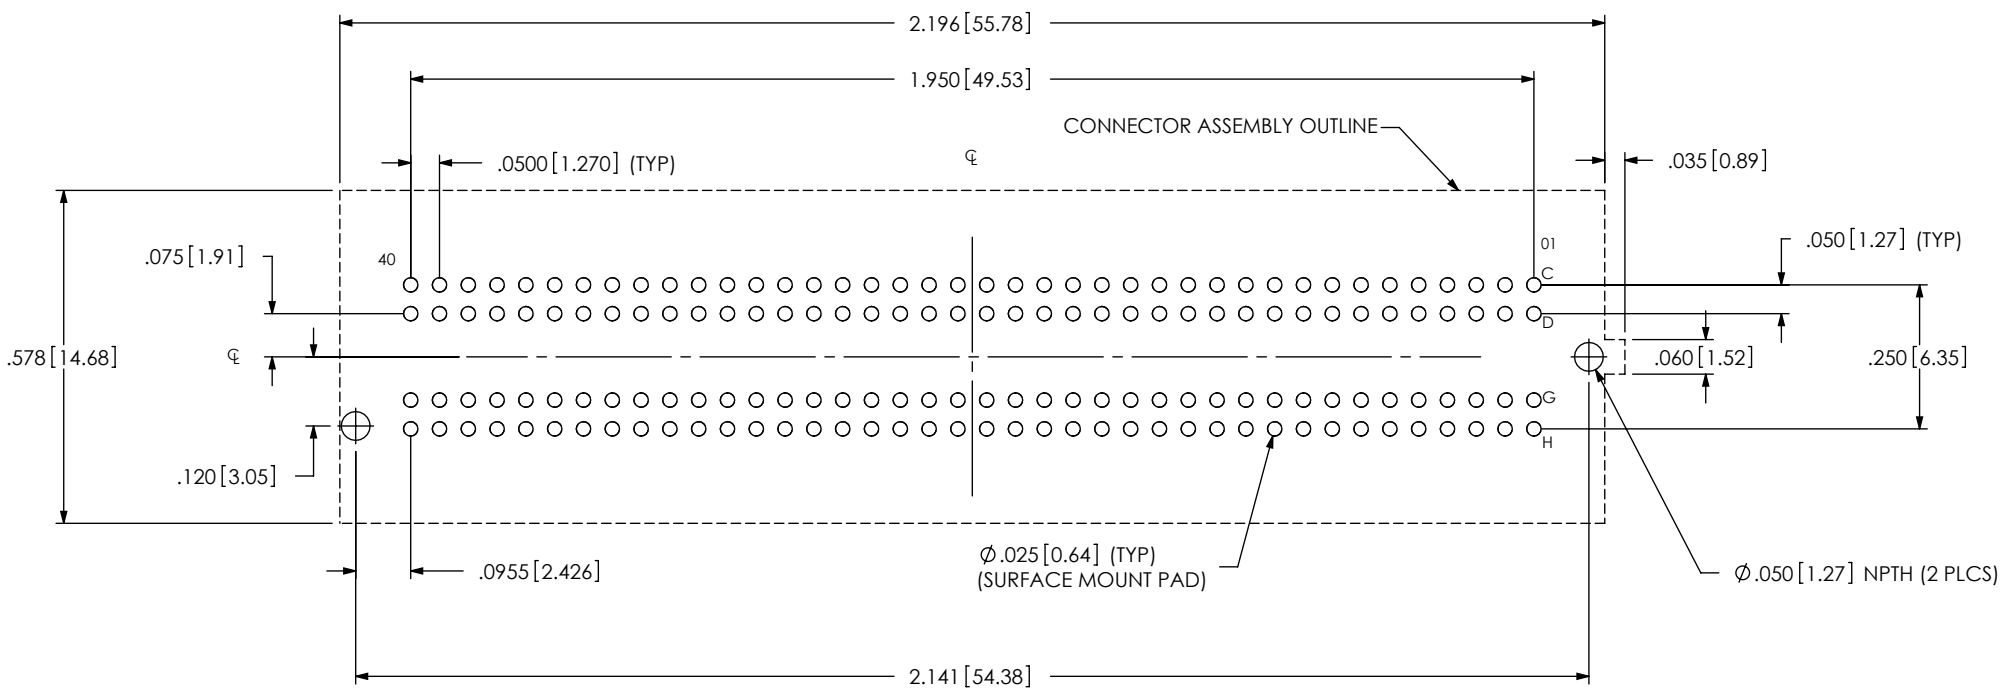 2.196[55.78]
1.950[49.53]
CONNECTOR ASSEMBLY OUTLINE
℄
.0500[1.270] (TYP)
.035[0.89]
.075[1.91]
40
01
.050[1.27] (TYP)
C
D
.578[14.68]
℄
.060[1.52]
.250[6.35]
G
H
.120[3.05]
Ø.025[0.64] (TYP)
(SURFACE MOUNT PAD)
.0955[2.426]
Ø.050[1.27] NPTH (2 PLCS)
2.141[54.38]